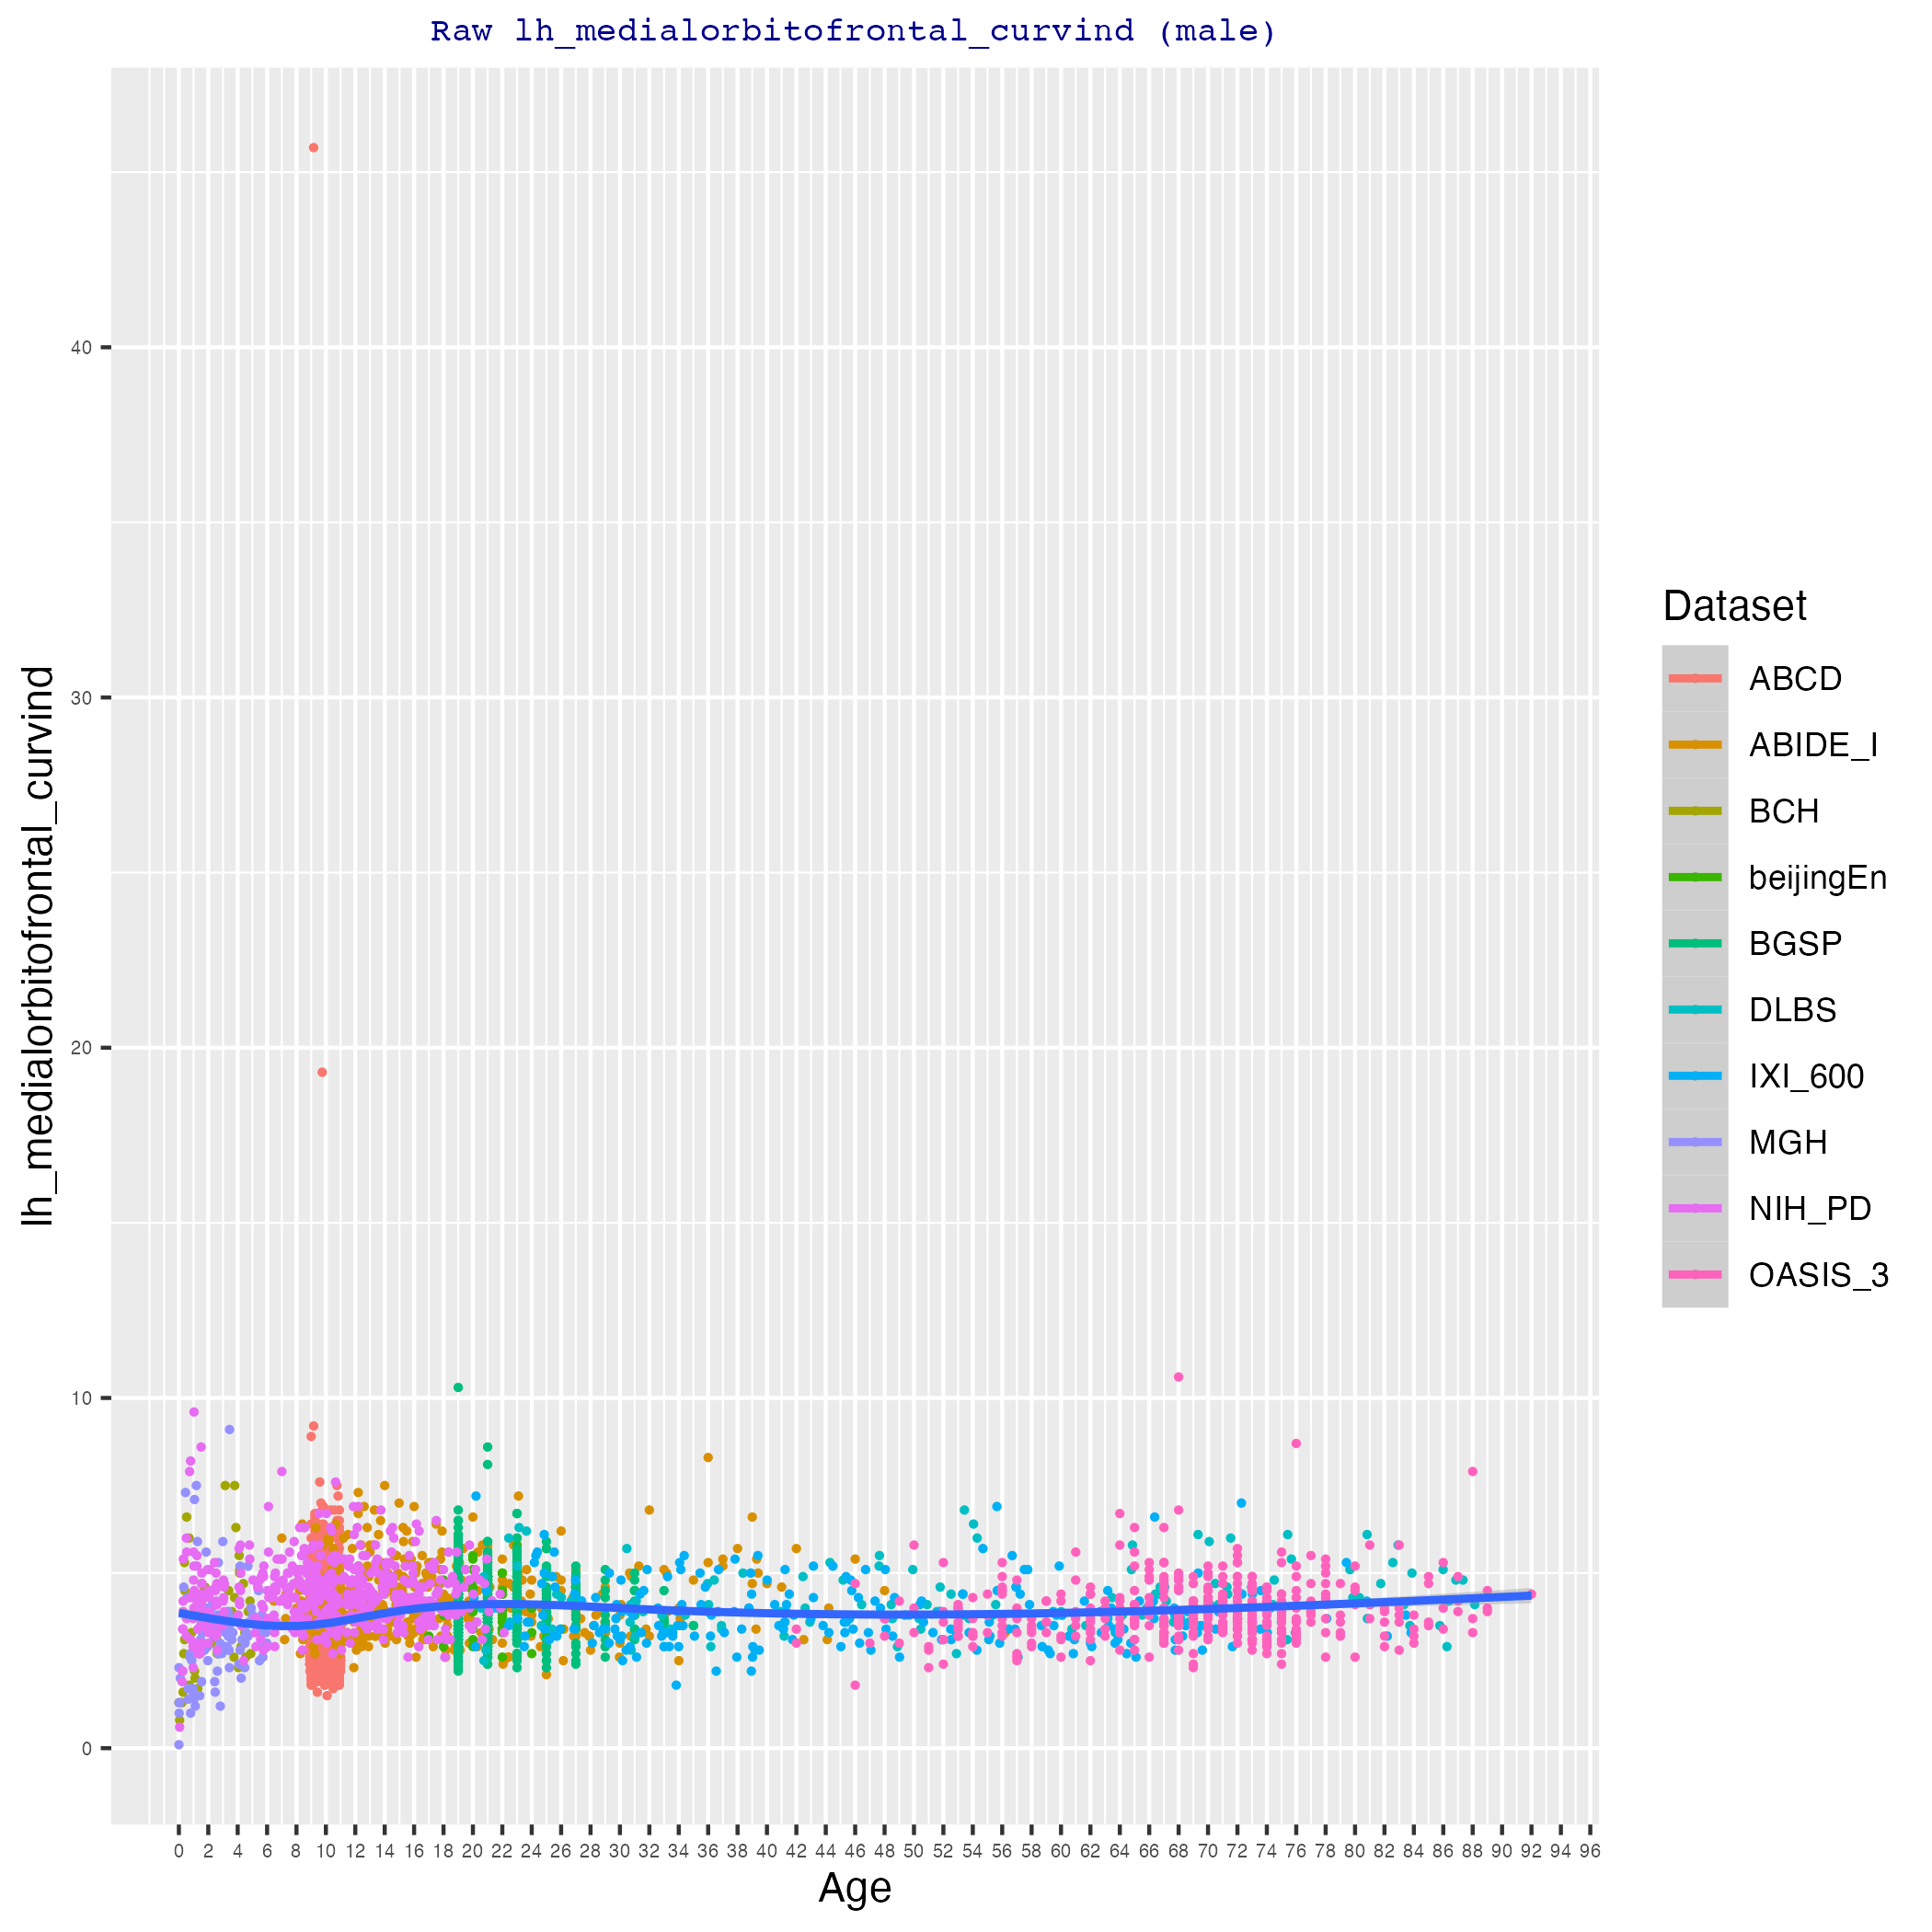 Raw lh_medialorbitofrontal_curvind (male)
lh_medialorbitofrontal_curvind
40
30
20
10
0
0 2 4 6 8 10 12 14 16 18 20 22 24 26 28 30 32 34 36 38 40 42 44 46 48 50 52 54 56 58 60 62 64 66 68 70 72 74 76 78 80 82 84 86 88 90 92 94 96
Age
Dataset
ABCD
ABIDE_I
BCH
beijingEn
BGSP
DLBS
IXI_600
MGH
NIH_PD
OASIS_3